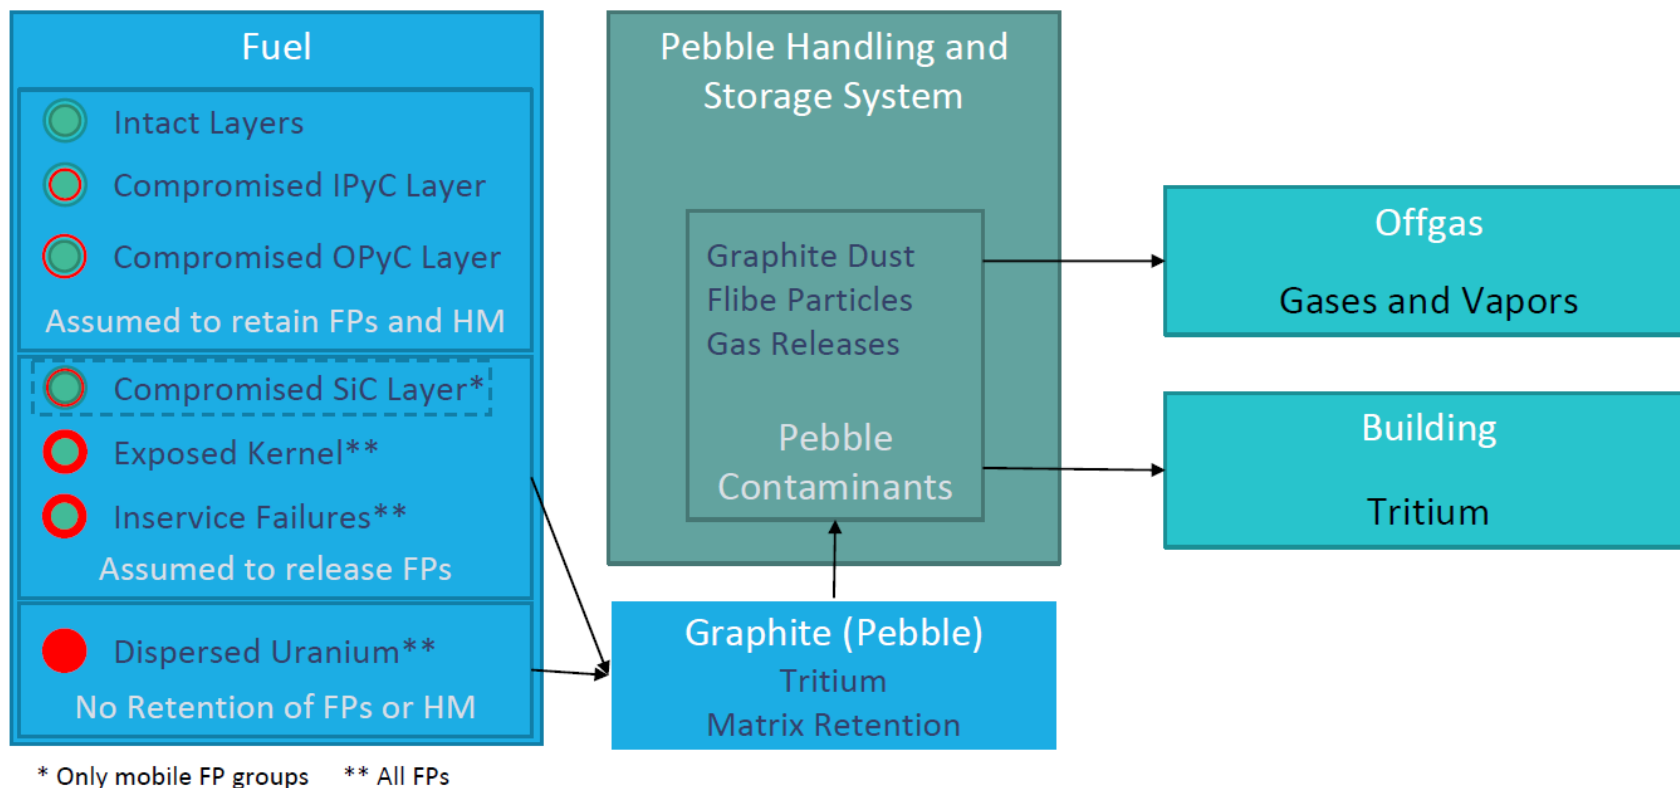 Fuel
Intact Layers
Compromised IPyC Layer
Compromised OPyC Layer
Assumed to retain FPs and HM
Compromised SiC Layer*
Exposed Kernel**
Inservice Failures**
Assumed to release FPs
Dispersed Uranium**
No Retention of FPs or HM
* Only mobile FP groups ** All FPs
Pebble Handling and
Storage System
Graphite Dust
Flibe Particles
Gas Releases
Pebble
Contaminants
Graphite (Pebble)
Tritium
Matrix Retention
Offgas
Gases and Vapors
Building
Tritium